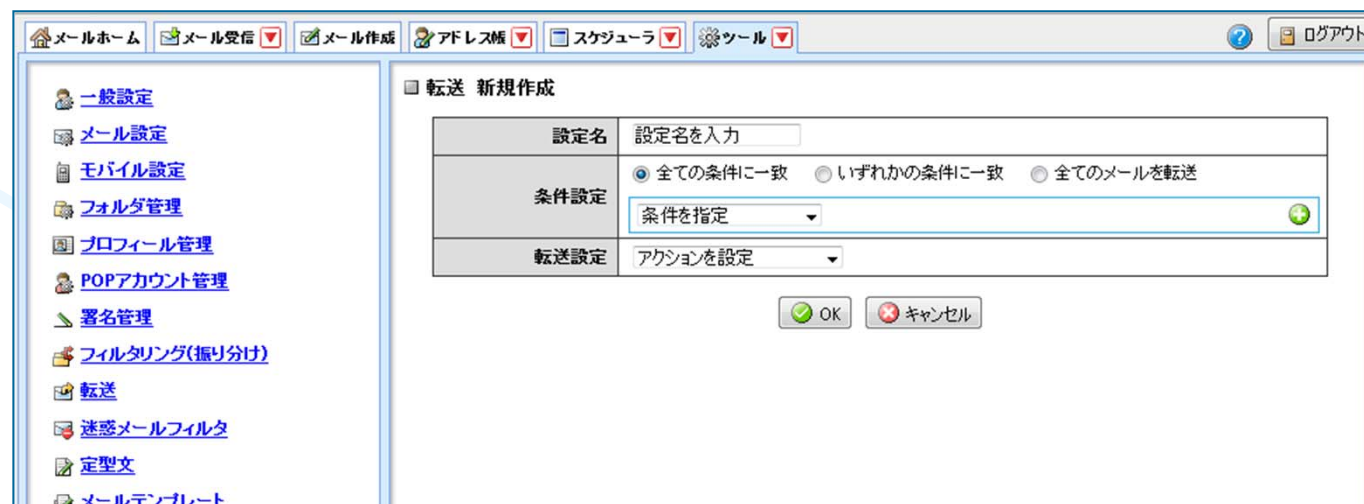 メールホーム メール受信 メール作成 アドレス帳 スケジューラ ツール ログアウト
一般設定
メール設定
モバイル設定
フォルダ管理
プロフィール管理
POPアカウント管理
署名管理
フィルタリング(振り分け)
転送
迷惑メールフィルタ
定型文
メールテンプレート
転送 新規作成
設定名 設定名を入力
条件設定 全ての条件に一致 いずれかの条件に一致 全てのメールを転送
条件を指定
転送設定 アクションを設定
OK キャンセル